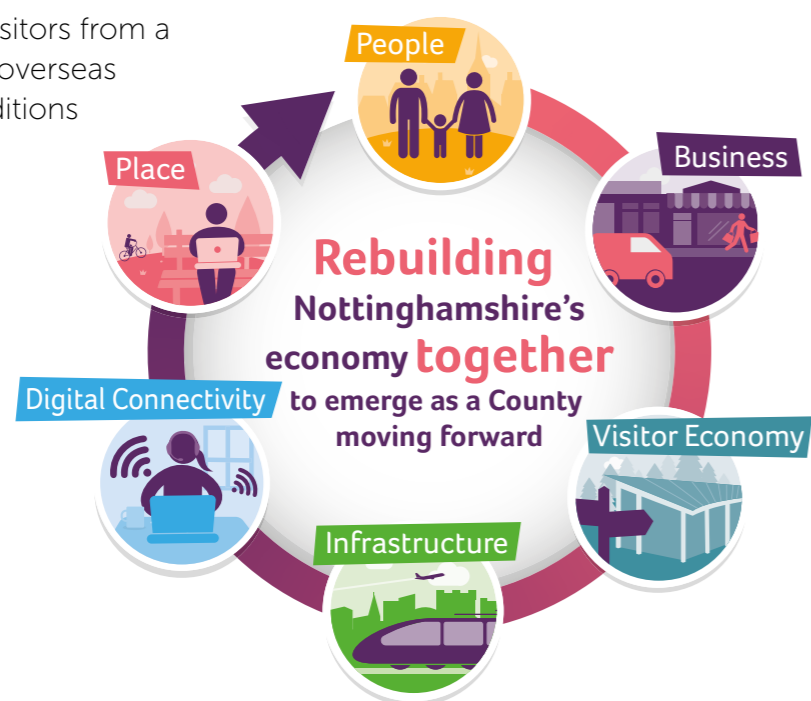 sitors from a
overseas
ditions
People
Business
Place
Rebuilding
Nottinghamshire's
economy together
to emerge as a County
moving forward
Digital Connectivity
Visitor Economy
Infrastructure